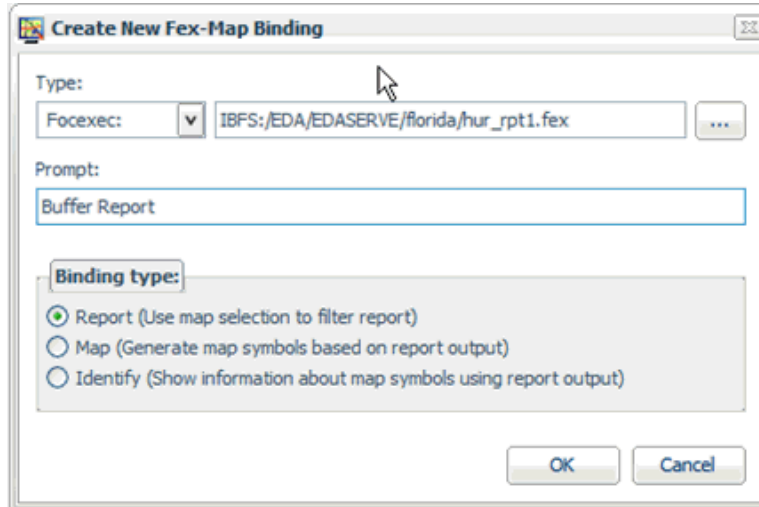 Create New Fex-Map Binding
Type:
Focexec: IBFS:/EDA/EDASERVE/florida/hur_rpt1.fex ...
Prompt:
Buffer Report
Binding type:
Report (Use map selection to filter report)
Map (Generate map symbols based on report output)
Identify (Show information about map symbols using report output)
OK Cancel